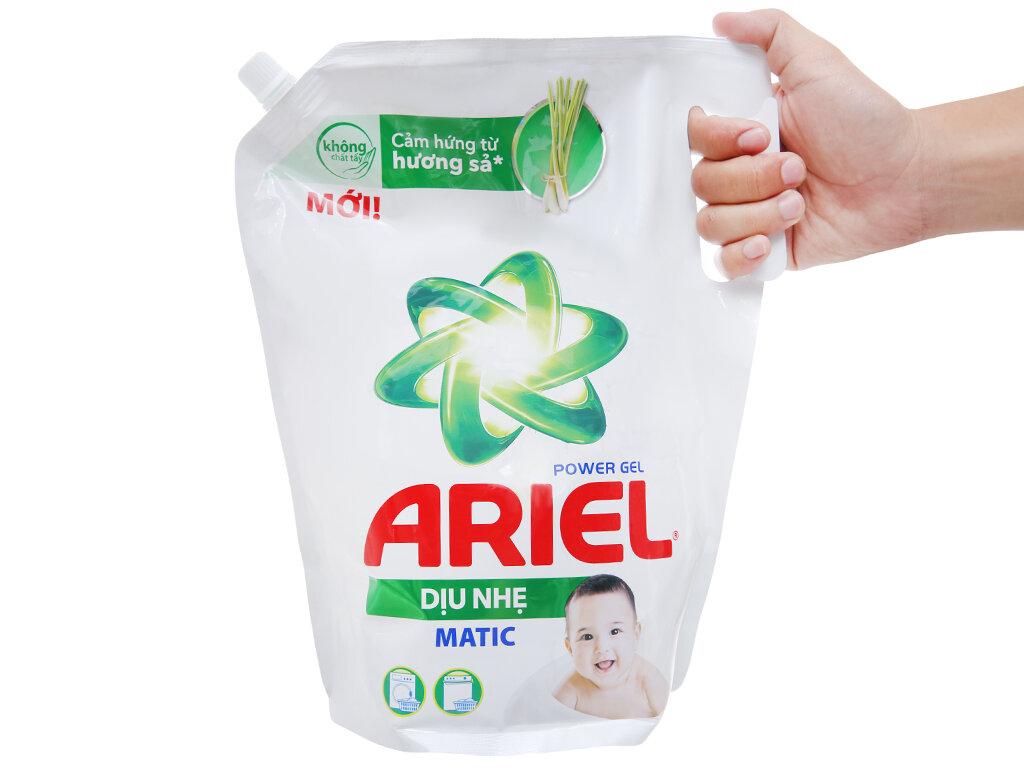 không
chất tẩy
Cảm hứng từ
hương sả*
MỚI!
POWER GEL
ARIEL®
DỊU NHẸ
MATIC